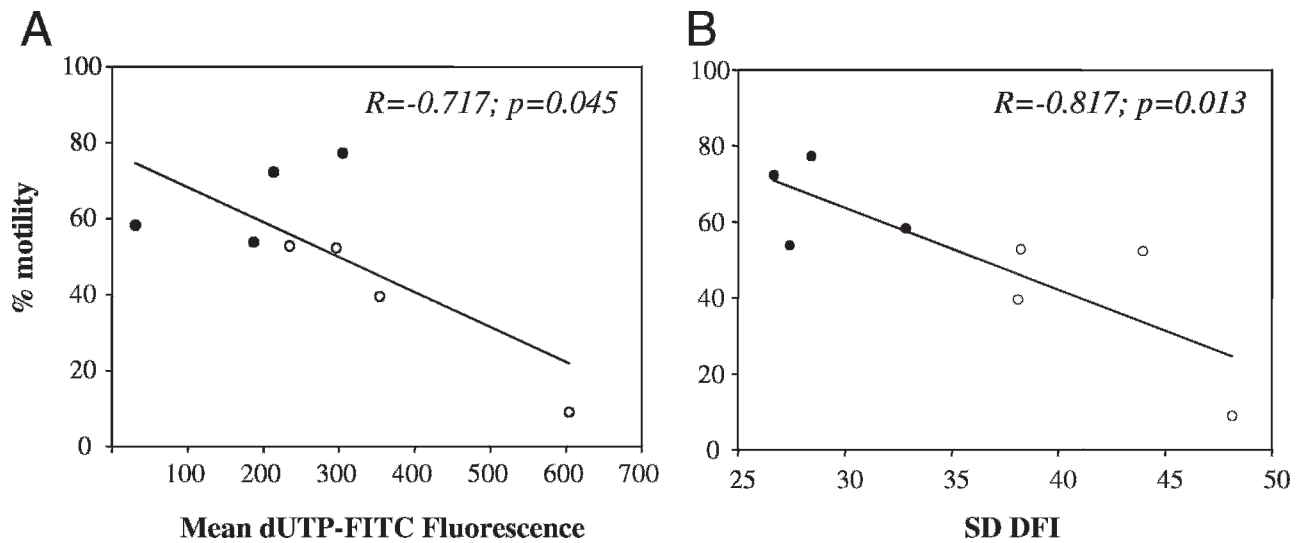 A
B
100
80
60
40
20
0
% motility
R=-0.717; p=0.045
100 200 300 400 500 600 700
Mean dUTP-FITC Fluorescence
100
80
60
40
20
0
R=-0.817; p=0.013
25 30 35 40 45 50
SD DFI